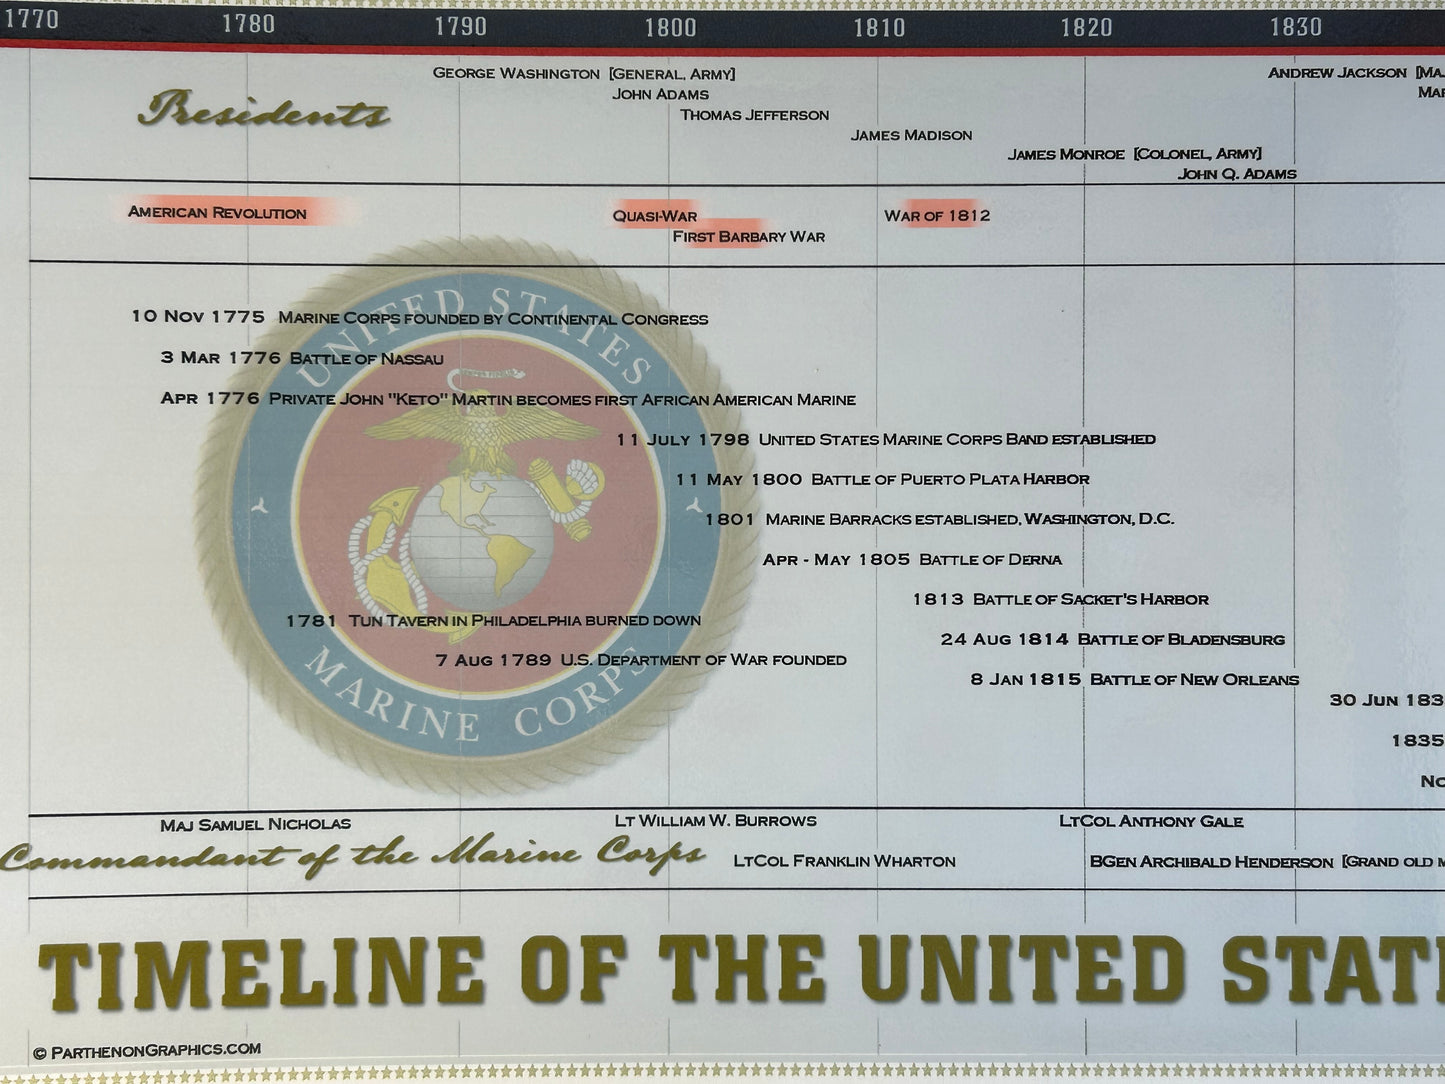 1770 1780 1790 1800 1810 1820 1830
GEORGE WASHINGTON [GENERAL, ARMY]
ANDREW JACKSON
JOHN ADAMS
Presidents
THOMAS JEFFERSON
JAMES MADISON
JAMES MONROE [COLONEL, ARMY]
JOHN Q. ADAMS
AMERICAN REVOLUTION
QUASI-WAR
WAR OF 1812
FIRST BARBARY WAR
UNITED STATES
10 NOV 1775 MARINE CORPS FOUNDED BY CONTINENTAL CONGRESS
3 MAR 1776 BATTLE OF NASSAU
APR 1776 PRIVATE JOHN "KETO" MARTIN BECOMES FIRST AFRICAN AMERICAN MARINE
11 JULY 1798 UNITED STATES MARINE CORPS BAND ESTABLISHED
11 MAY 1800 BATTLE OF PUERTO PLATA HARBOR
1801 MARINE BARRACKS ESTABLISHED, WASHINGTON, D.C.
APR - MAY 1805 BATTLE OF DERNA
1813 BATTLE OF SACKET'S HARBOR
1781 TUN TAVERN IN PHILADELPHIA BURNED DOWN
24 AUG 1814 BATTLE OF BLADENSBURG
7 AUG 1789 U.S. DEPARTMENT OF WAR FOUNDED
8 JAN 1815 BATTLE OF NEW ORLEANS
MARINE CORPS
30 JUN 183
1835
MAJ SAMUEL NICHOLAS
LT WILLIAM W. BURROWS
LTCOL ANTHONY GALE
Commandant of the Marine Corps
LTCOL FRANKLIN WHARTON
BGEN ARCHIBALD HENDERSON [GRAND OLD M
TIMELINE OF THE UNITED STAT
© PARTHENONGRAPHICS.COM